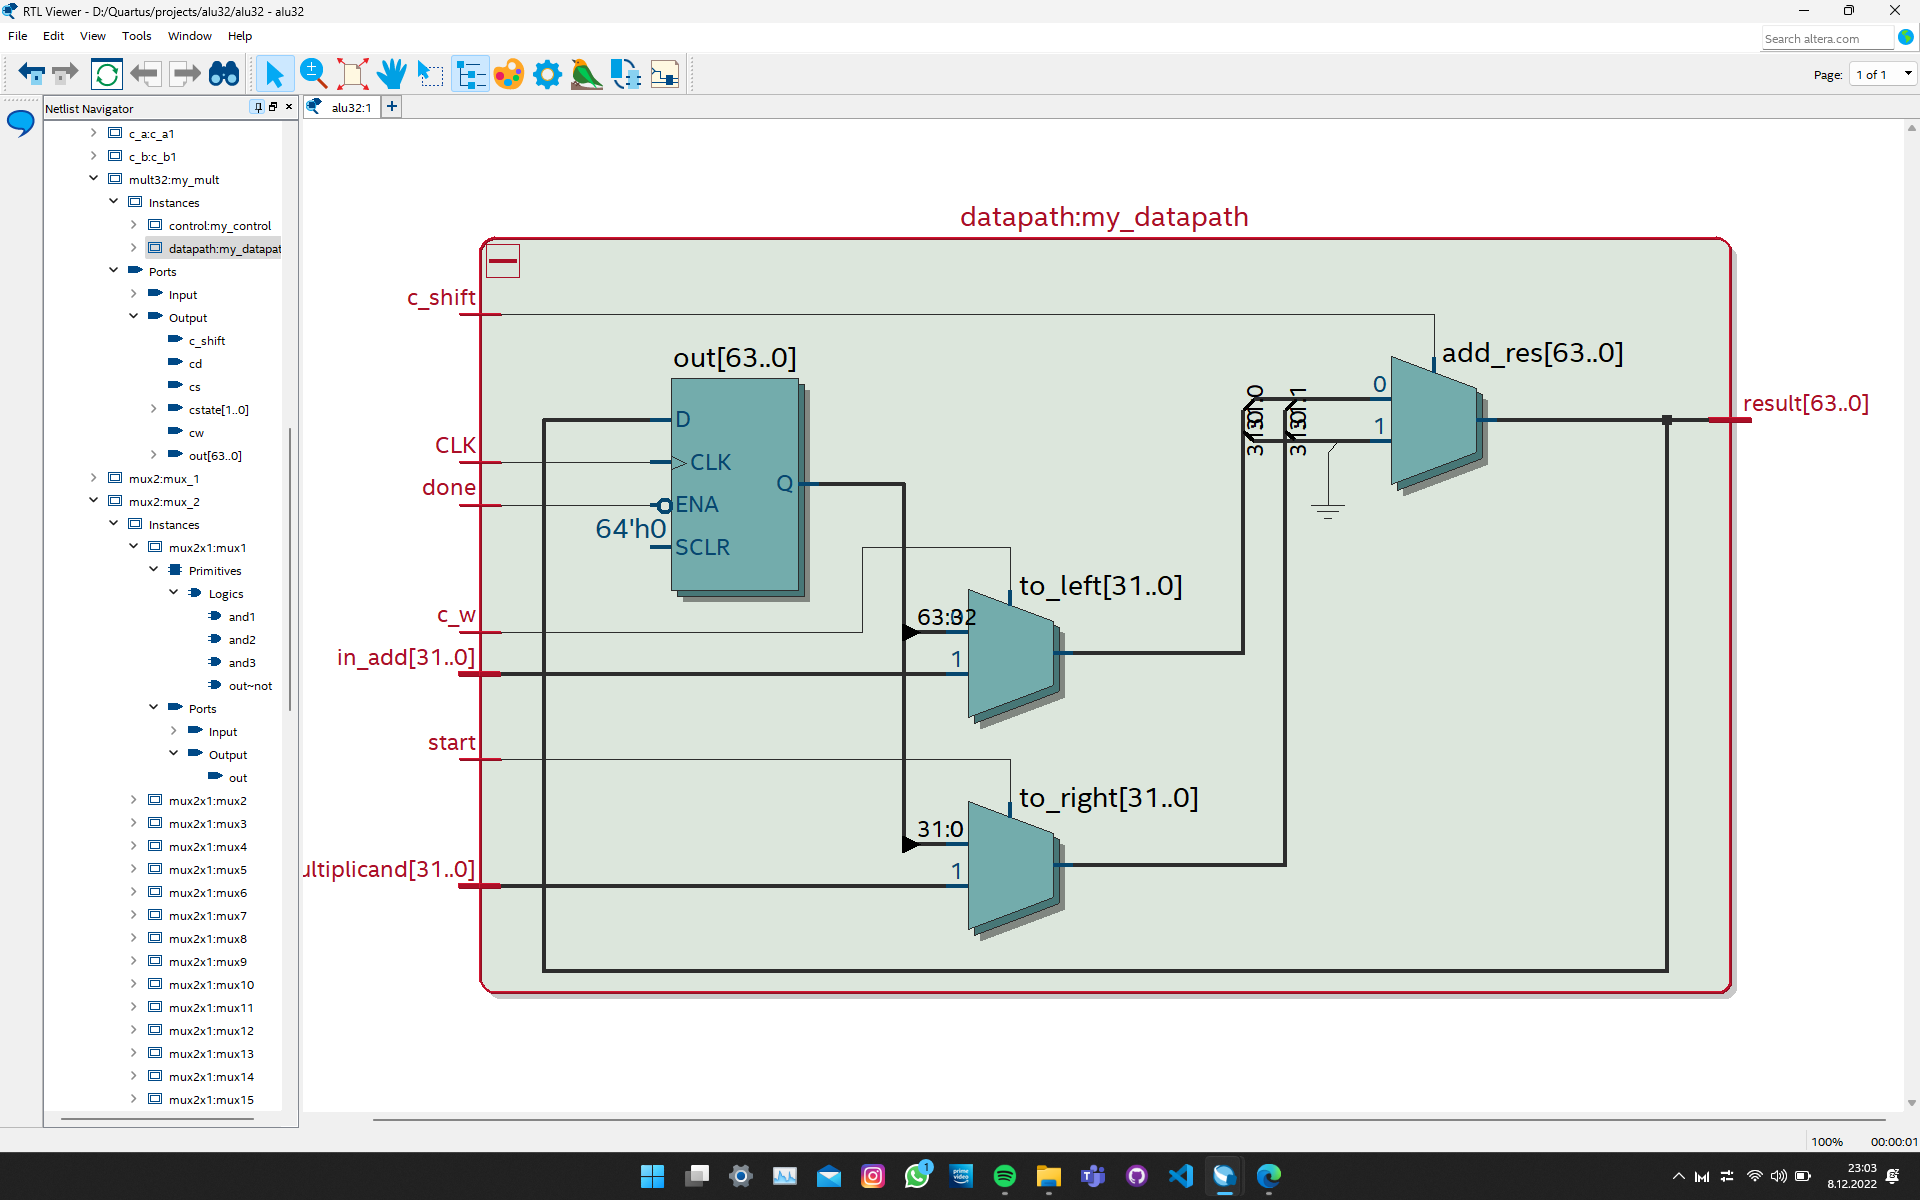 RTL Viewer - D:/Quartus/projects/alu32/alu32 - alu32
File Edit View Tools Window Help
Search altera.com
Page: 1 of 1
Netlist Navigator
alu32:1
c_a:c_a1
c_b:c_b1
mult32:my_mult
Instances
control:my_control
datapath:my_datapat
Ports
Input
Output
c_shift
cd
cs
cstate[1..0]
cw
out[63..0]
mux2:mux_1
mux2:mux_2
Instances
mux2x1:mux1
Primitives
Logics
and1
and2
and3
out~not
Ports
Input
Output
out
mux2x1:mux2
mux2x1:mux3
mux2x1:mux4
mux2x1:mux5
mux2x1:mux6
mux2x1:mux7
mux2x1:mux8
mux2x1:mux9
mux2x1:mux10
mux2x1:mux11
mux2x1:mux12
mux2x1:mux13
mux2x1:mux14
mux2x1:mux15
datapath:my_datapath
c_shift
out[63..0]
add_res[63..0]
0
1
result[63..0]
D
CLK
CLK
Q
done
ENA
64'h0
SCLR
to_left[31..0]
c_w
63:32
in_add[31..0]
1
start
to_right[31..0]
31:0
ultiplicand[31..0]
1
100% 00:00:01
1
prime video
23:03
8.12.2022